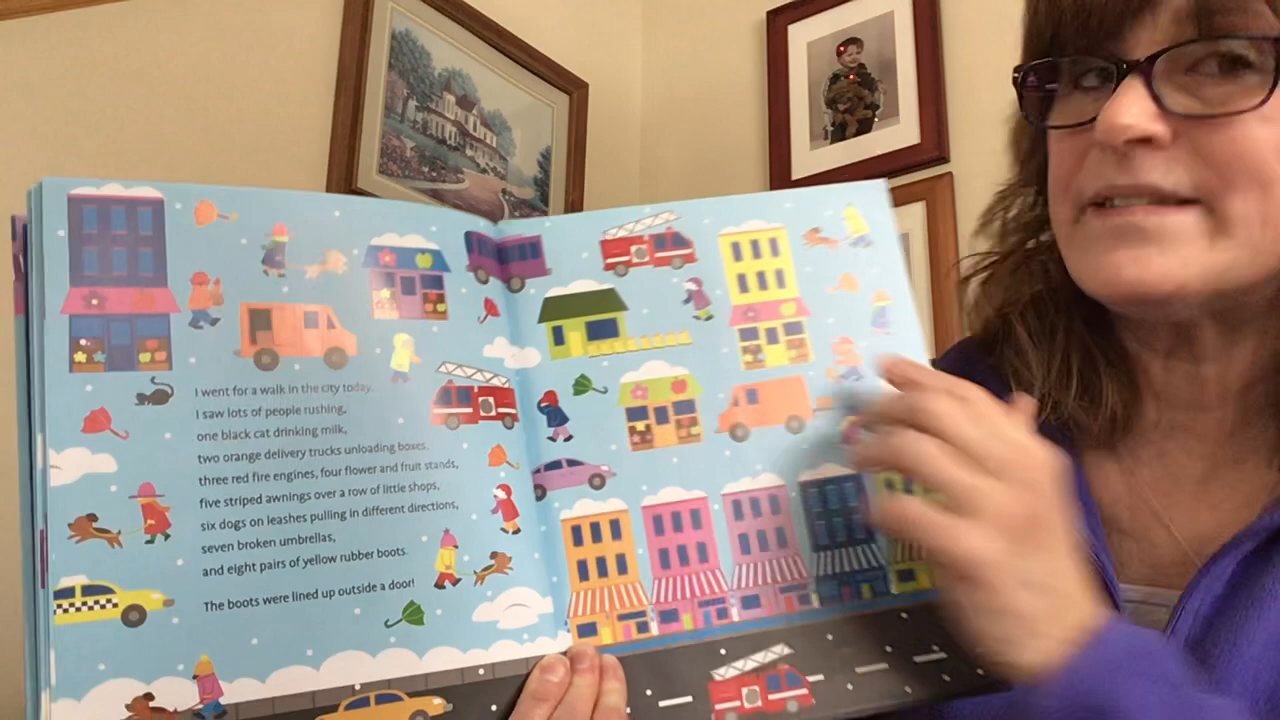 I went for a walk in the city today.
I saw lots of people rushing,
one black cat drinking milk,
two orange delivery trucks unloading boxes,
three red fire engines, four flower and fruit stands,
five striped awnings over a row of little shops,
six dogs on leashes pulling in different directions,
seven broken umbrellas,
and eight pairs of yellow rubber boots.
The boots were lined up outside a door!